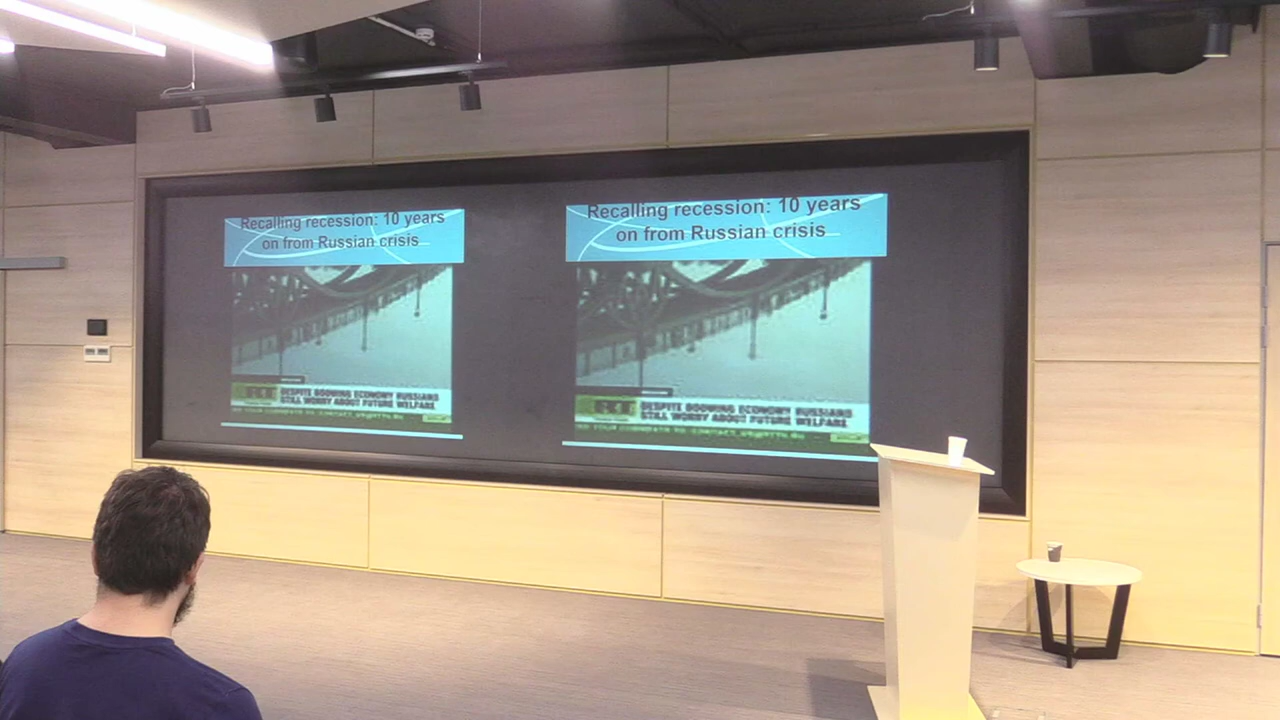 Recalling recession: 10 years
on from Russian crisis
DESPITE BOOMING ECONOMY RUSSIANS
STILL WORRY ABOUT FUTURE WELFARE
Recalling recession: 10 years
on from Russian crisis
DESPITE BOOMING ECONOMY RUSSIANS
STILL WORRY ABOUT FUTURE WELFARE